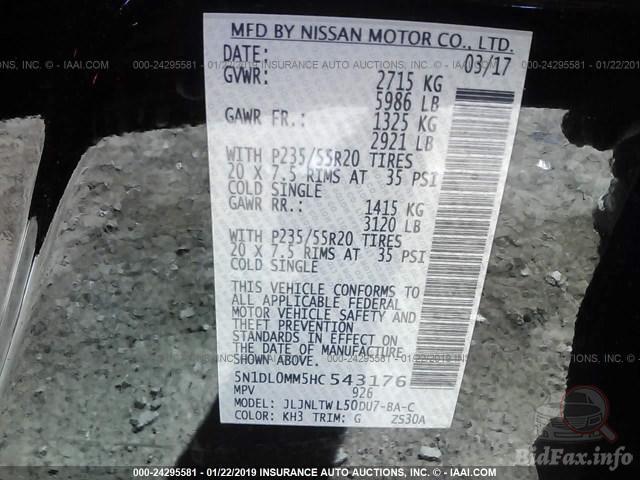 MFD BY NISSAN MOTOR CO., LTD.
DATE: 03/17
GVWR: 2715 KG
5986 LB
GAWR FR.: 1325 KG
2921 LB
WITH P235/55R20 TIRES
20 X 7.5 RIMS AT 35 PSI
COLD SINGLE
GAWR RR.: 1415 KG
3120 LB
WITH P235/55R20 TIRES
20 X 7.5 RIMS AT 35 PSI
COLD SINGLE
THIS VEHICLE CONFORMS TO
ALL APPLICABLE FEDERAL
MOTOR VEHICLE SAFETY AND
THEFT PREVENTION
STANDARDS IN EFFECT ON
THE DATE OF MANUFACTURE
SHOWN ABOVE.
5N1DL0MM5HC 543176
MPV 926
MODEL: JLJNLTW L50DU7-BA-C
COLOR: KH3 TRIM: G ZS30A
000-24295581 - 01/22/2019 INSURANCE AUTO AUCTIONS, INC. - © IAAI.COM
BidFax.info